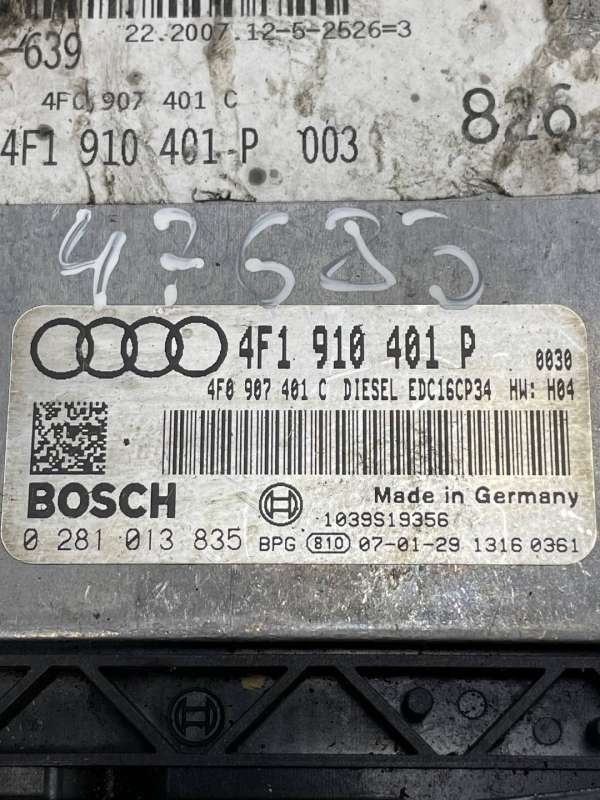 22.2007.12-5-2526=3
-639
4F0 907 401 C
826
4F1 910 401 P 003
47685
4F1 910 401 P 0030
4F0 907 401 C DIESEL EDC16CP34 HW: H04
BOSCH
Made in Germany
1039S19356
0 281 013 835 BPG 810 07-01-29 1316 0361